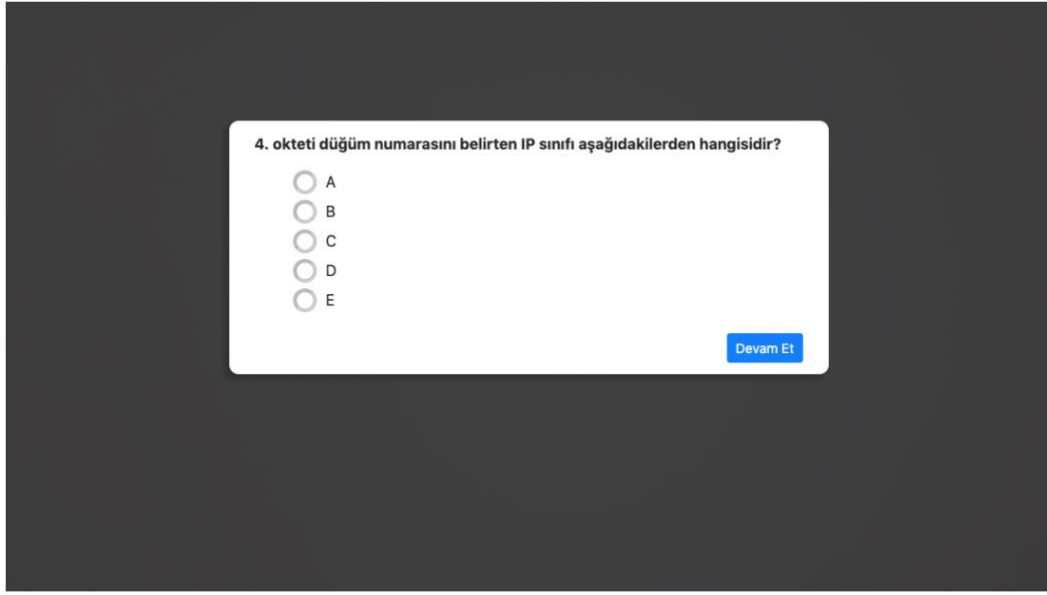 4. okteti düğüm numarasını belirten IP sınıfı aşağıdakilerden hangisidir?
A
B
C
D
E
Devam Et